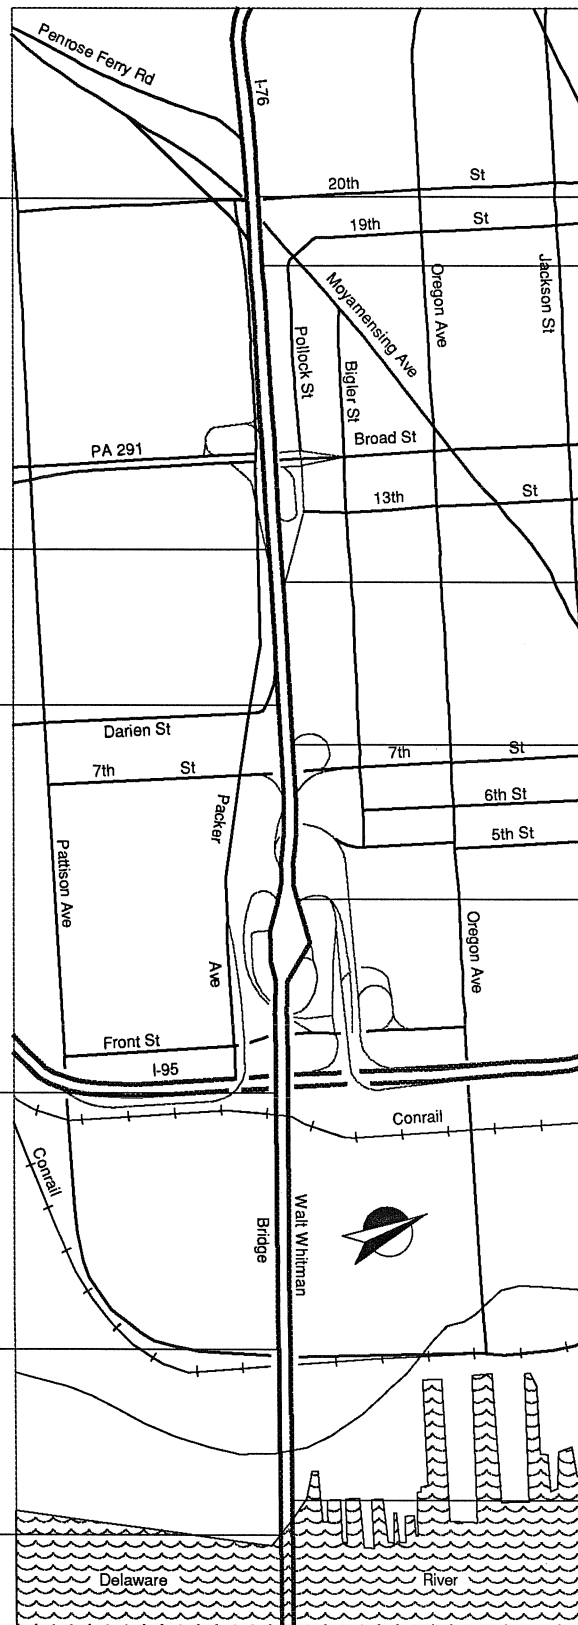 Penrose Ferry Rd
I-76
20th St
19th St
Moyamensing Ave
Oregon Ave
Jackson St
Pollock St
Bigler St
PA 291
Broad St
13th St
Darien St
7th St
7th St
6th St
5th St
Packer Ave
Pattison Ave
Oregon Ave
Front St
I-95
Conrail
Conrail
Walt Whitman
Bridge
Delaware River